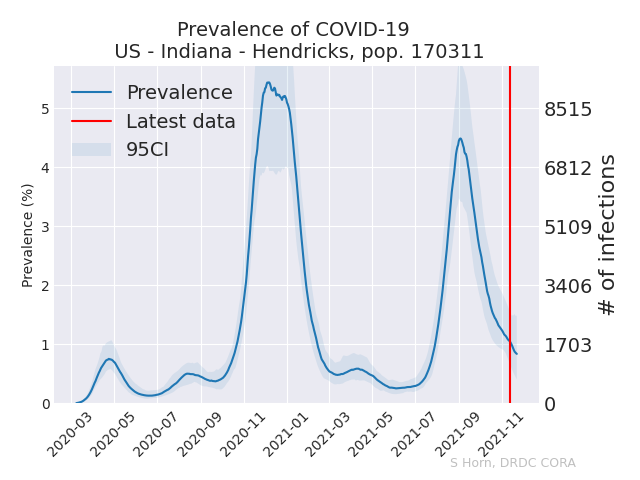 Prevalence of COVID-19
US - Indiana - Hendricks, pop. 170311
Prevalence
Latest data
95CI
Prevalence (%)
5
4
3
2
1
0
8515
6812
5109
3406
1703
0
# of infections
2020-03
2020-05
2020-07
2020-09
2020-11
2021-01
2021-03
2021-05
2021-07
2021-09
2021-11
S Horn, DRDC CORA